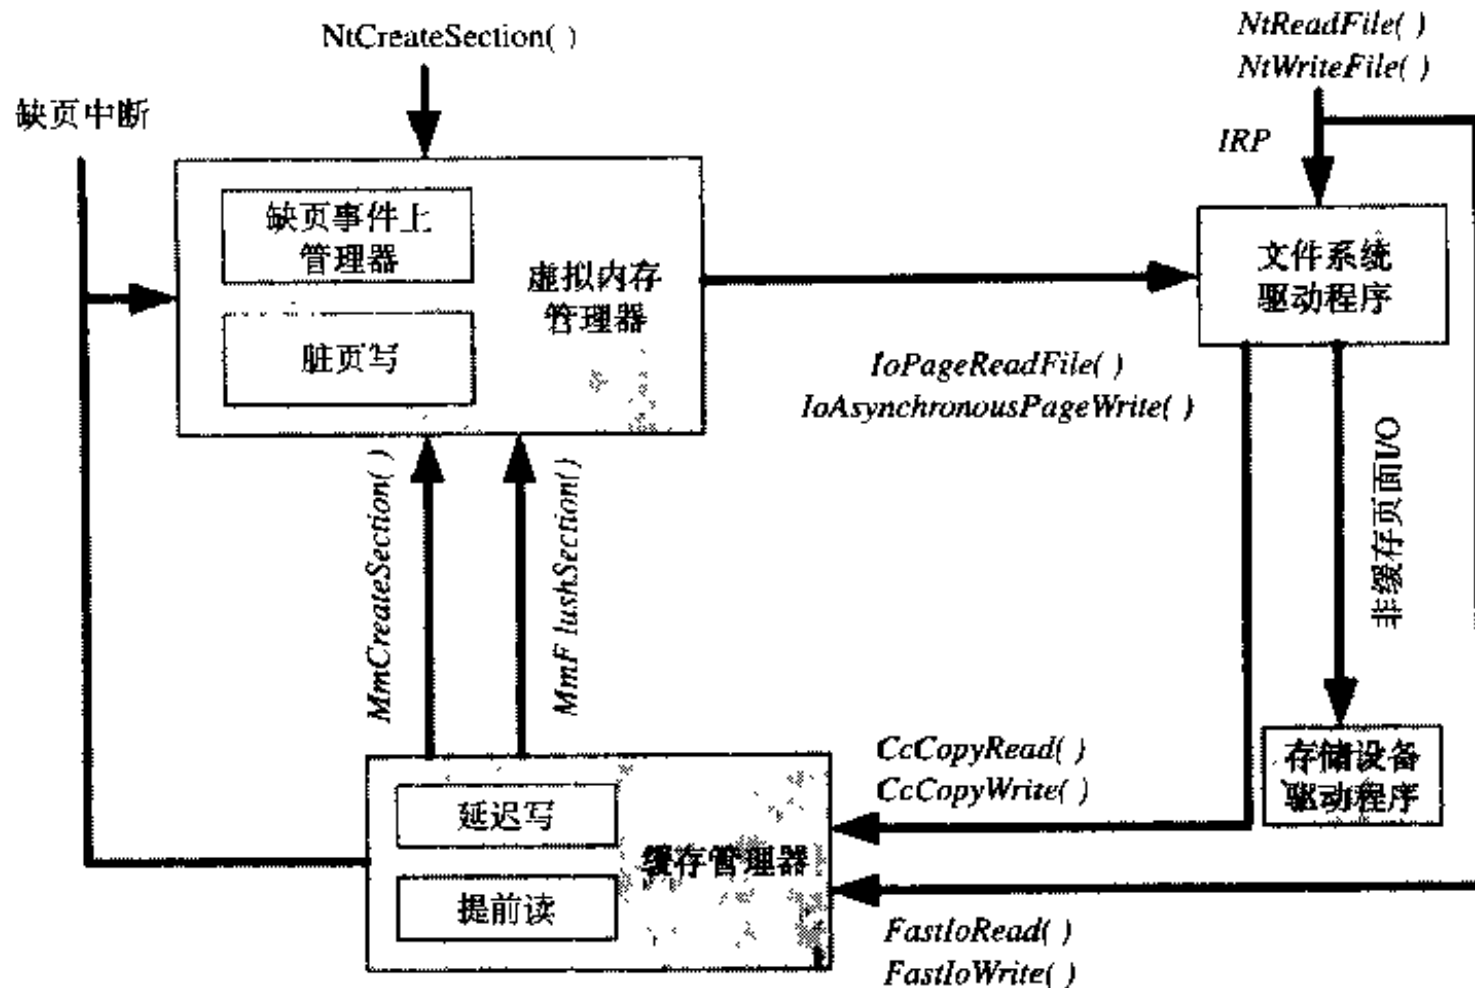 NtCreateSection( )
NtReadFile( )
NtWriteFile( )
缺页中断
IRP
缺页事件上
管理器
虚拟内存
管理器
脏页写
文件系统
驱动程序
IoPageReadFile( )
IoAsynchronousPageWrite( )
MmCreateSection( )
MmFlushSection( )
非缓存页面I/O
CcCopyRead( )
CcCopyWrite( )
存储设备
驱动程序
延迟写
缓存管理器
提前读
FastIoRead( )
FastIoWrite( )